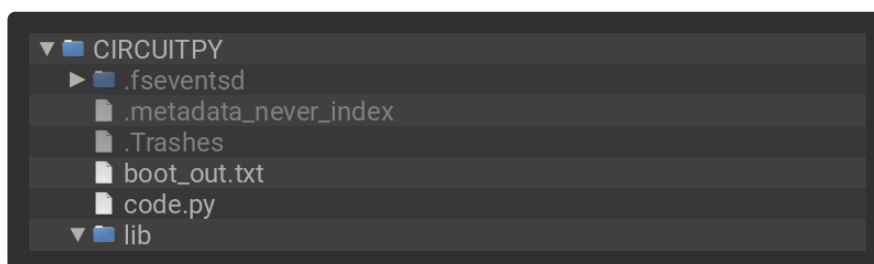 CIRCUITPY
.fseventsd
.metadata_never_index
.Trashes
boot_out.txt
code.py
lib